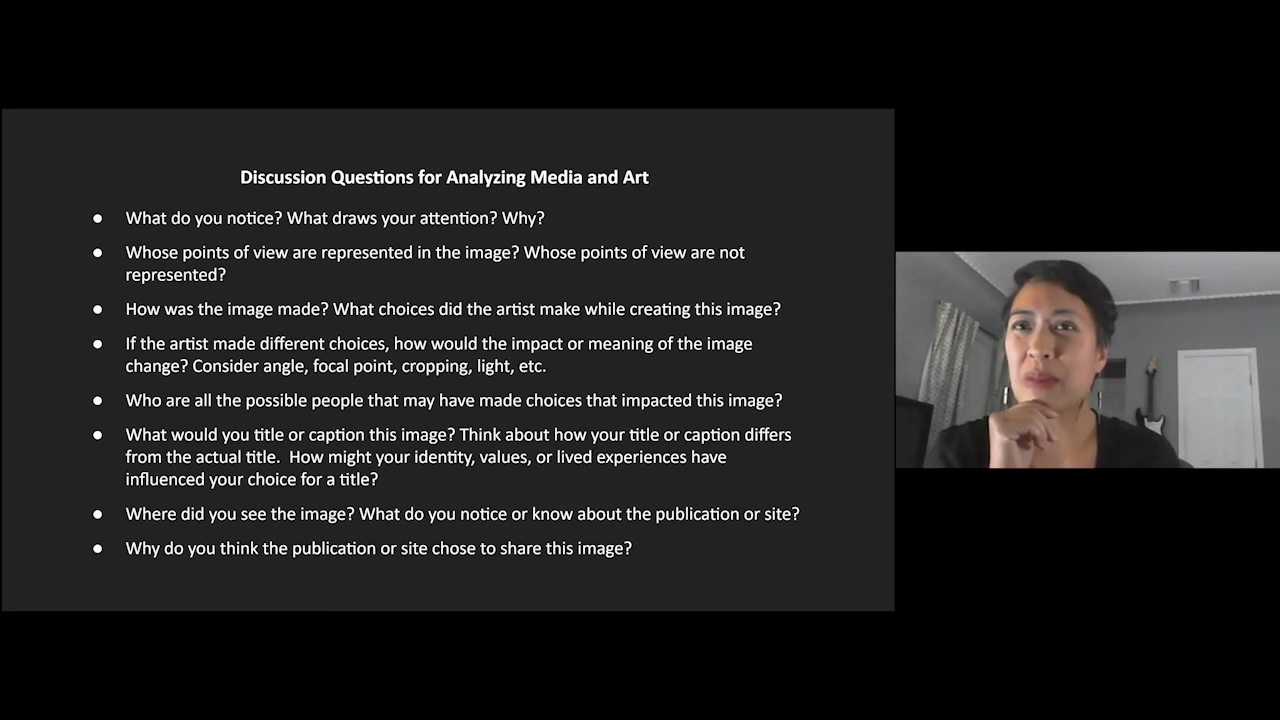 Discussion Questions for Analyzing Media and Art
● What do you notice? What draws your attention? Why?
● Whose points of view are represented in the image? Whose points of view are not
represented?
● How was the image made? What choices did the artist make while creating this image?
● If the artist made different choices, how would the impact or meaning of the image
change? Consider angle, focal point, cropping, light, etc.
● Who are all the possible people that may have made choices that impacted this image?
● What would you title or caption this image? Think about how your title or caption differs
from the actual title.  How might your identity, values, or lived experiences have
influenced your choice for a title?
● Where did you see the image? What do you notice or know about the publication or site?
● Why do you think the publication or site chose to share this image?